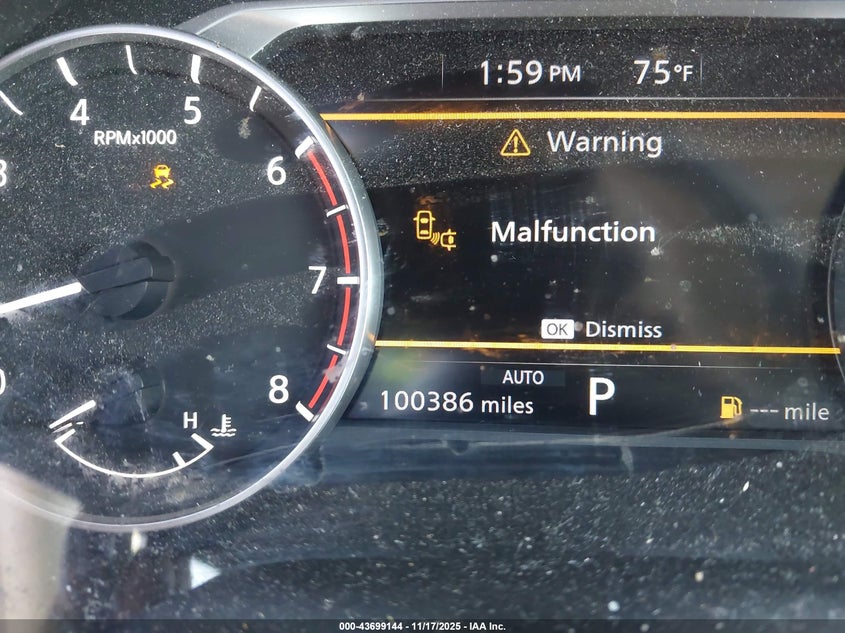 1:59 PM 75°F
4 5
RPMx1000
6
Warning
Malfunction
7
OK Dismiss
8
AUTO
100386 miles P --- mile
H
000-43699144 - 11/17/2025 - IAA Inc.